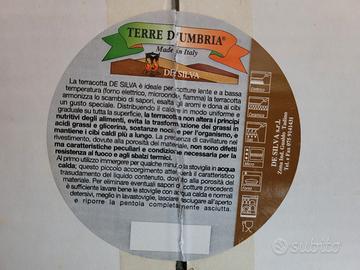 TERRE D'UMBRIA®
Made in Italy
DE SILVA
La terracotta DE SILVA è ideale per cotture lente e a bassa
temperatura (forno elettrico, microonde, fiamma) la terracotta
armonizza lo scambio di sapori, esalta gli aromi e dona ai cibi
un gusto speciale. Distribuendo il calore in modo uniforme e
graduale su tutta la superficie, la terracotta non altera i principi
nutritivi degli alimenti, evita la trasformazione dei grassi in
acidi grassi e glicerina, sostanze nocive per l'organismo, e
mantiene i cibi caldi più a lungo. La presenza di cavillature nel
rivestimento, dovute alla porosità del materiale, non sono difetti
ma caratteristiche peculiari e condizione necessaria per la
resistenza al fuoco e agli sbalzi termici.
Al primo utilizzo immergere per qualche minuto la stoviglia in acqua
calda; questo piccolo accorgimento attenuerà il caratteristico
trasudamento del liquido contenuto, dovuto alla porosità del
materiale. Per eliminare eventuali sapori di cotture precedenti
è sufficiente lavare bene la stoviglia con acqua calda e normali
detersivi, meglio in lavastoviglie, lasciare asciugare all'aperto
e riporre la pentola completamente asciutta.
DE SILVA s.r.l.
Zona Ind. Gualdo Tadino
subito